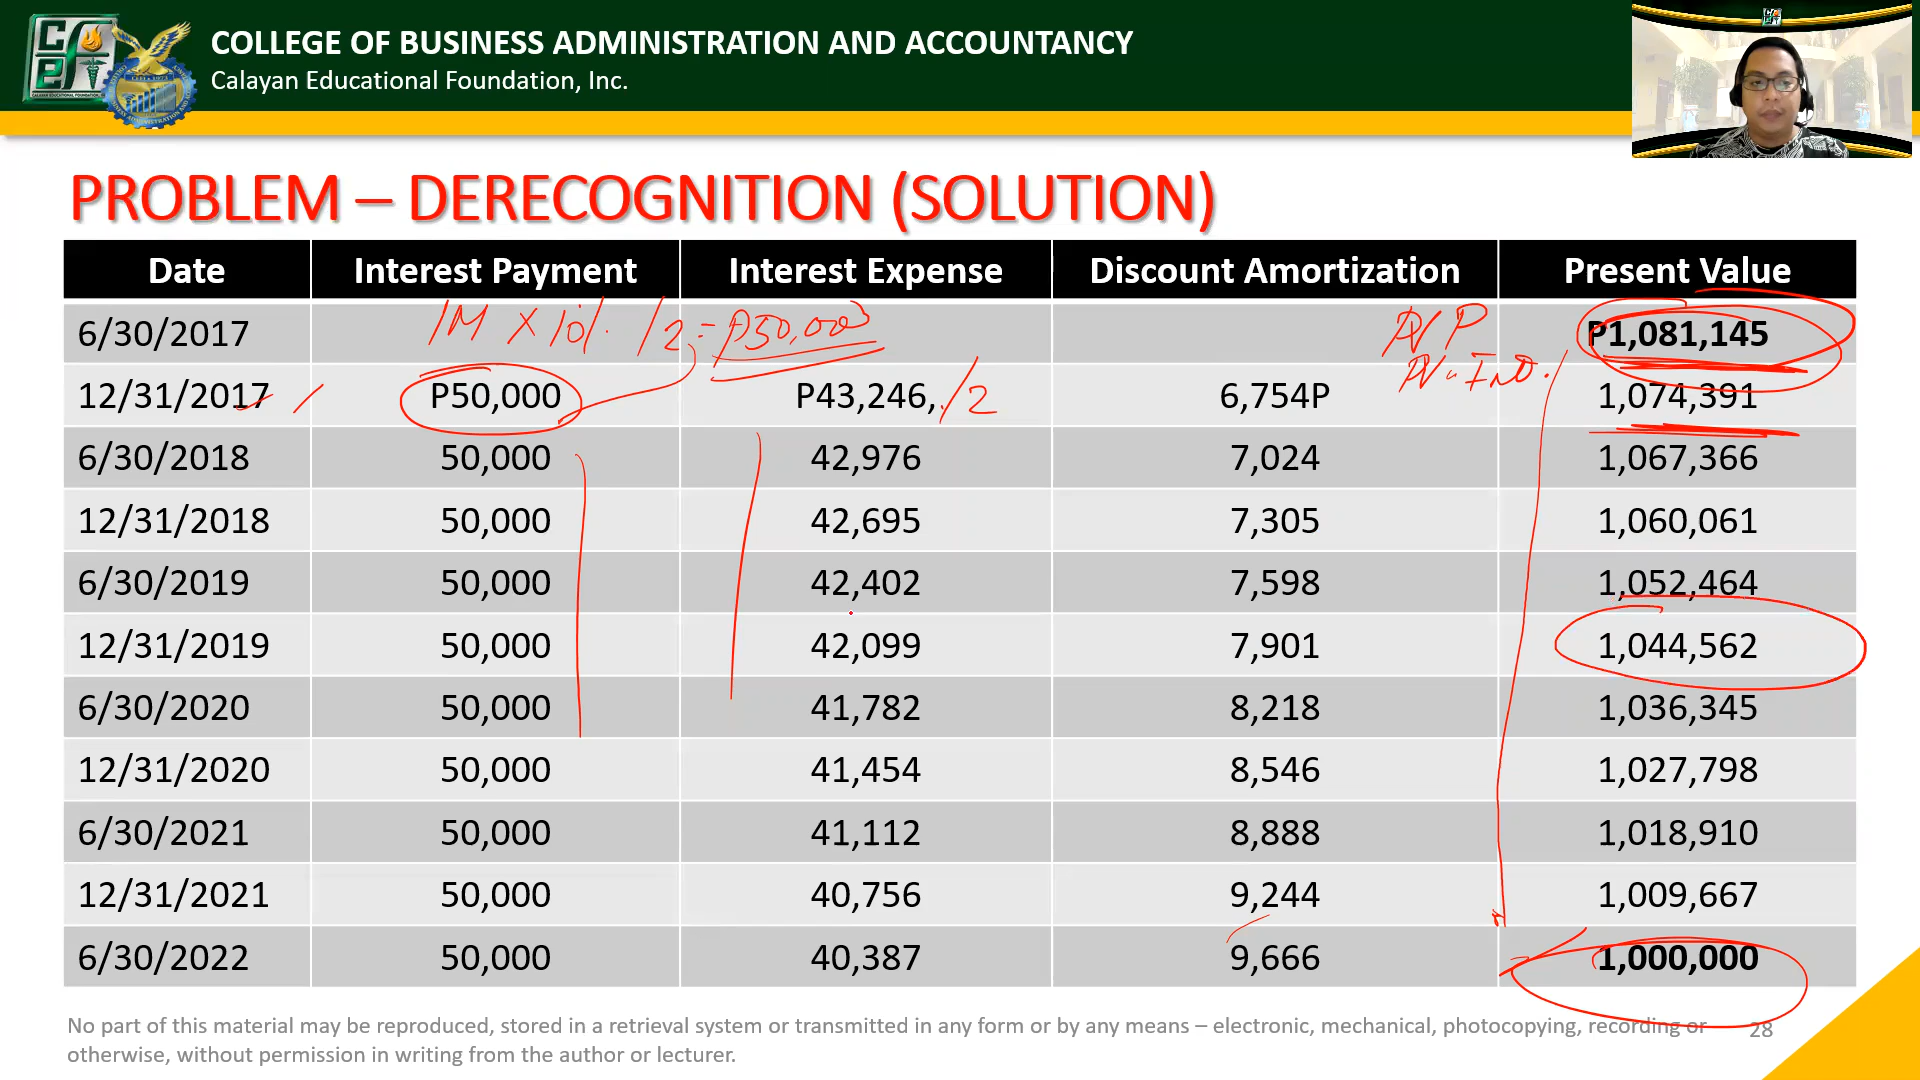 COLLEGE OF BUSINESS ADMINISTRATION AND ACCOUNTANCY
Calayan Educational Foundation, Inc.
PROBLEM – DERECOGNITION (SOLUTION)
Date Interest Payment Interest Expense Discount Amortization Present Value
1M X 10% /2 = P50,000
6/30/2017 P1,081,145
12/31/2017 P50,000 P43,246, /2 6,754P 1,074,391
6/30/2018 50,000 42,976 7,024 1,067,366
12/31/2018 50,000 42,695 7,305 1,060,061
6/30/2019 50,000 42,402 7,598 1,052,464
12/31/2019 50,000 42,099 7,901 1,044,562
6/30/2020 50,000 41,782 8,218 1,036,345
12/31/2020 50,000 41,454 8,546 1,027,798
6/30/2021 50,000 41,112 8,888 1,018,910
12/31/2021 50,000 40,756 9,244 1,009,667
6/30/2022 50,000 40,387 9,666 1,000,000
No part of this material may be reproduced, stored in a retrieval system or transmitted in any form or by any means – electronic, mechanical, photocopying, recording or
otherwise, without permission in writing from the author or lecturer.
28